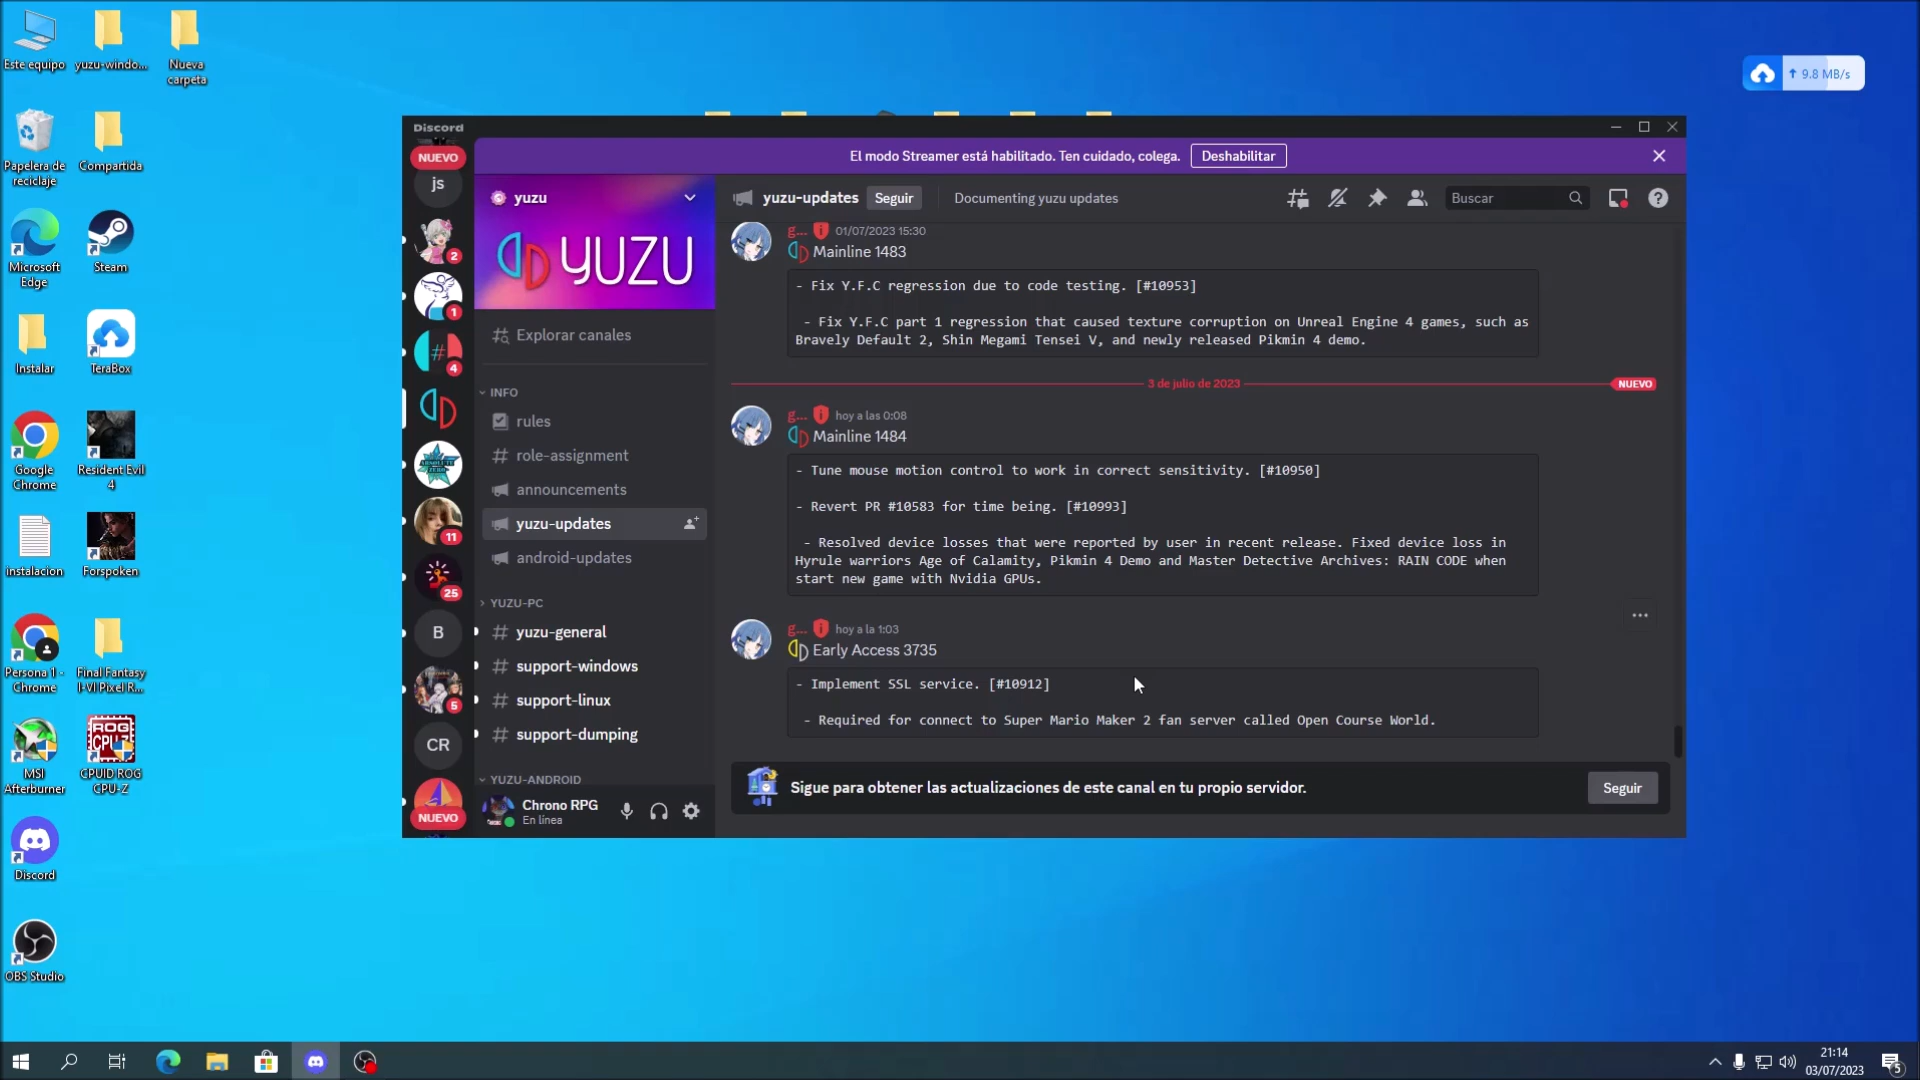 Este equipo
yuzu-windo...
Nueva
carpeta
Papelera de
reciclaje
Compartida
Microsoft
Edge
Steam
Instalar
TeraBox
Google
Chrome
Resident Evil
4
instalacion
Forspoken
Persona 1 -
Chrome
Final Fantasy
I-VI Pixel R...
MSI
Afterburner
ROG
CPU-Z
CPUID ROG
CPU-Z
Discord
OBS Studio
↑ 9.8 MB/s
Discord
El modo Streamer está habilitado. Ten cuidado, colega.
Deshabilitar
NUEVO
js
2
1
#
4
ABSOLUTE
ZERO
11
25
B
5
CR
NUEVO
yuzu
YUZU
Explorar canales
INFO
rules
role-assignment
announcements
yuzu-updates
android-updates
YUZU-PC
yuzu-general
support-windows
support-linux
support-dumping
YUZU-ANDROID
Chrono RPG
En línea
yuzu-updates
Seguir
Documenting yuzu updates
Buscar
g... 01/07/2023 15:30
Mainline 1483
- Fix Y.F.C regression due to code testing. [#10953]
- Fix Y.F.C part 1 regression that caused texture corruption on Unreal Engine 4 games, such as
Bravely Default 2, Shin Megami Tensei V, and newly released Pikmin 4 demo.
3 de julio de 2023
NUEVO
g... hoy a las 0:08
Mainline 1484
- Tune mouse motion control to work in correct sensitivity. [#10950]
- Revert PR #10583 for time being. [#10993]
- Resolved device losses that were reported by user in recent release. Fixed device loss in
Hyrule warriors Age of Calamity, Pikmin 4 Demo and Master Detective Archives: RAIN CODE when
start new game with Nvidia GPUs.
g... hoy a la 1:03
Early Access 3735
- Implement SSL service. [#10912]
- Required for connect to Super Mario Maker 2 fan server called Open Course World.
Sigue para obtener las actualizaciones de este canal en tu propio servidor.
Seguir
21:14
03/07/2023
5